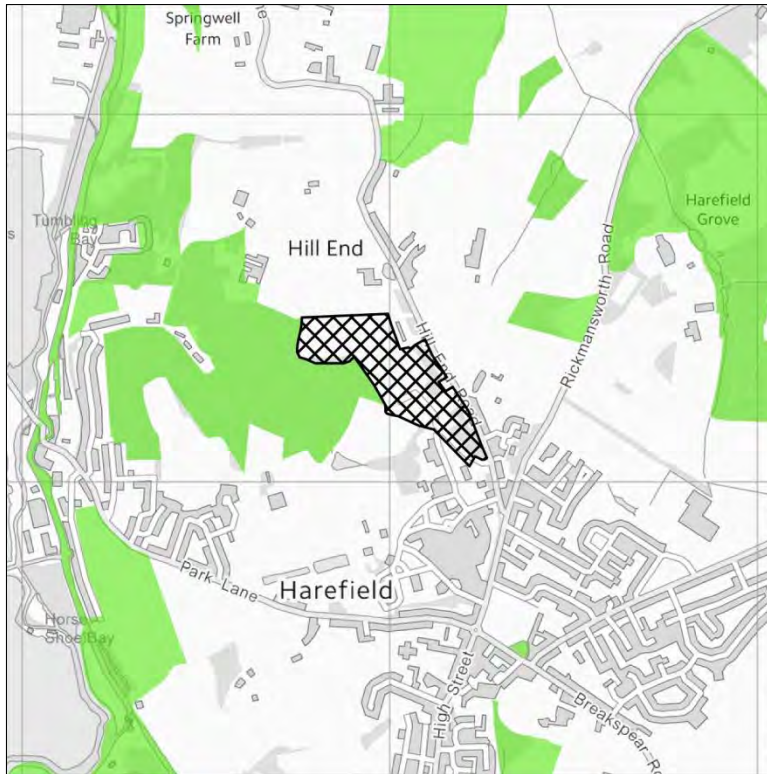 Springwell
Farm
Tumbling
Bay
Hill End
Harefield
Grove
Rickmansworth Road
Hill End Road
Park Lane
Harefield
Horse
Shoe Bay
High Street
Breakspear R